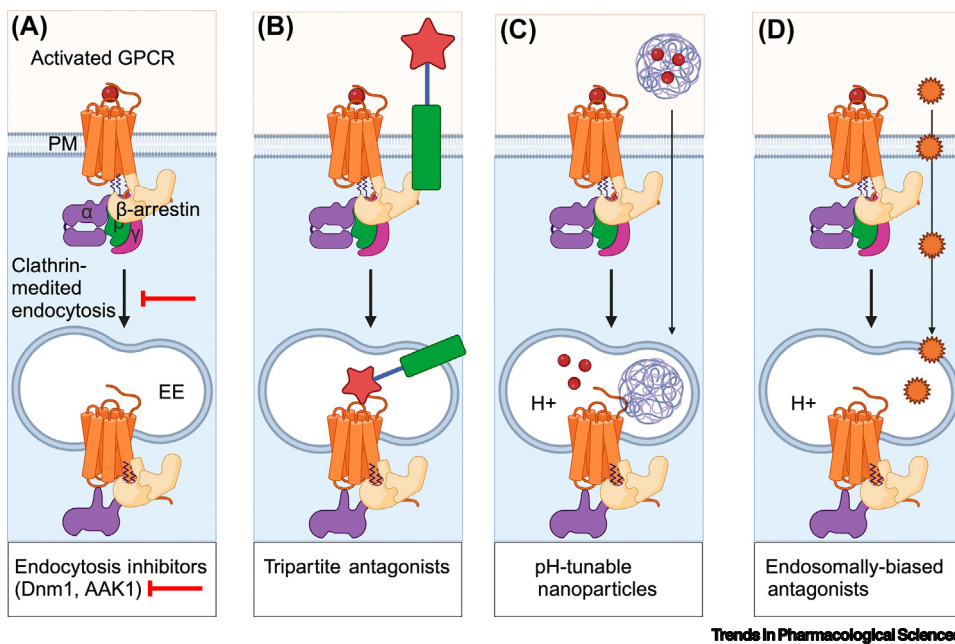 (A)
Activated GPCR
PM
α
β-arrestin
β
γ
Clathrin-
medited
endocytosis
EE
Endocytosis inhibitors
(Dnm1, AAK1)
(B)
Tripartite antagonists
(C)
H+
pH-tunable
nanoparticles
(D)
H+
Endosomally-biased
antagonists
Trends in Pharmacological Sciences